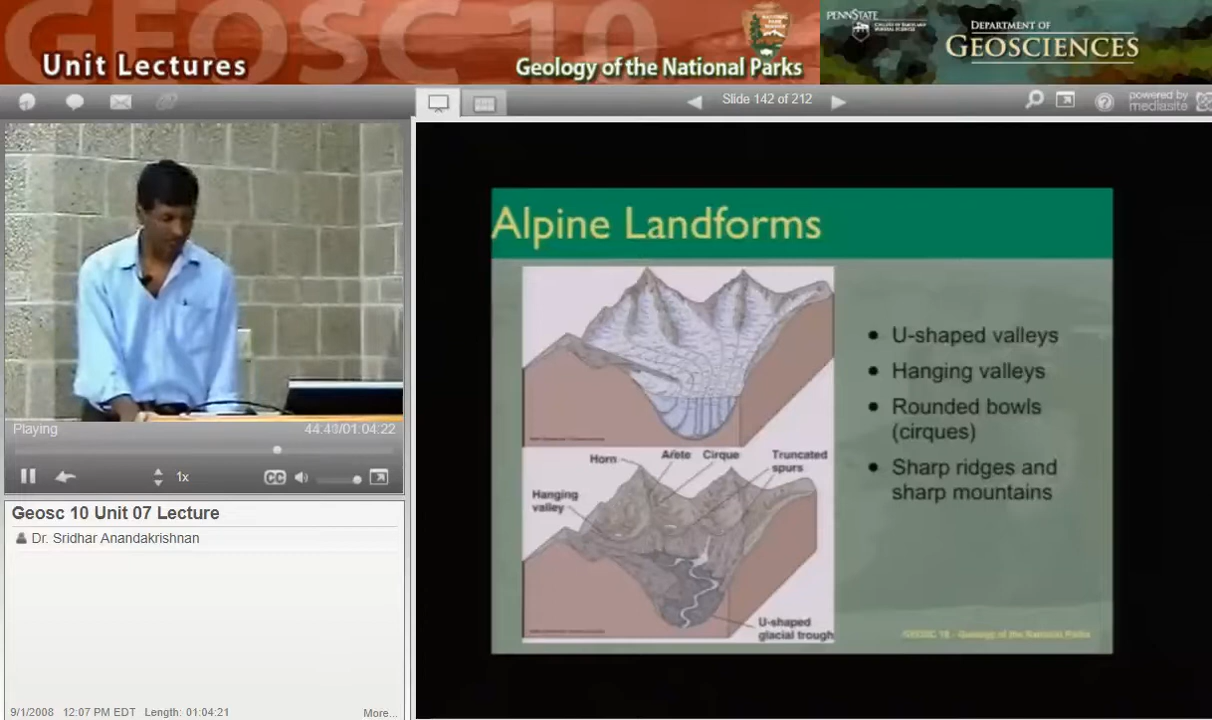 GEOSC 10
Unit Lectures
Geology of the National Parks
PENNSTATE
DEPARTMENT OF
GEOSCIENCES
Slide 142 of 212
powered by
mediasite
Alpine Landforms
U-shaped valleys
Hanging valleys
Rounded bowls
(cirques)
Sharp ridges and
sharp mountains
Horn
Arete
Cirque
Truncated
spurs
Hanging
valley
U-shaped
glacial trough
GEOSC 10 - Geology of the National Parks
Playing
44:40/01:04:22
1x
CC
Geosc 10 Unit 07 Lecture
Dr. Sridhar Anandakrishnan
9/1/2008 12:07 PM EDT Length: 01:04:21
More...